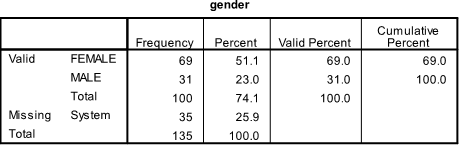 gender
Frequency Percent Valid Percent Cumulative Percent
Valid FEMALE 69 51.1 69.0 69.0
MALE 31 23.0 31.0 100.0
Total 100 74.1 100.0
Missing System 35 25.9
Total 135 100.0